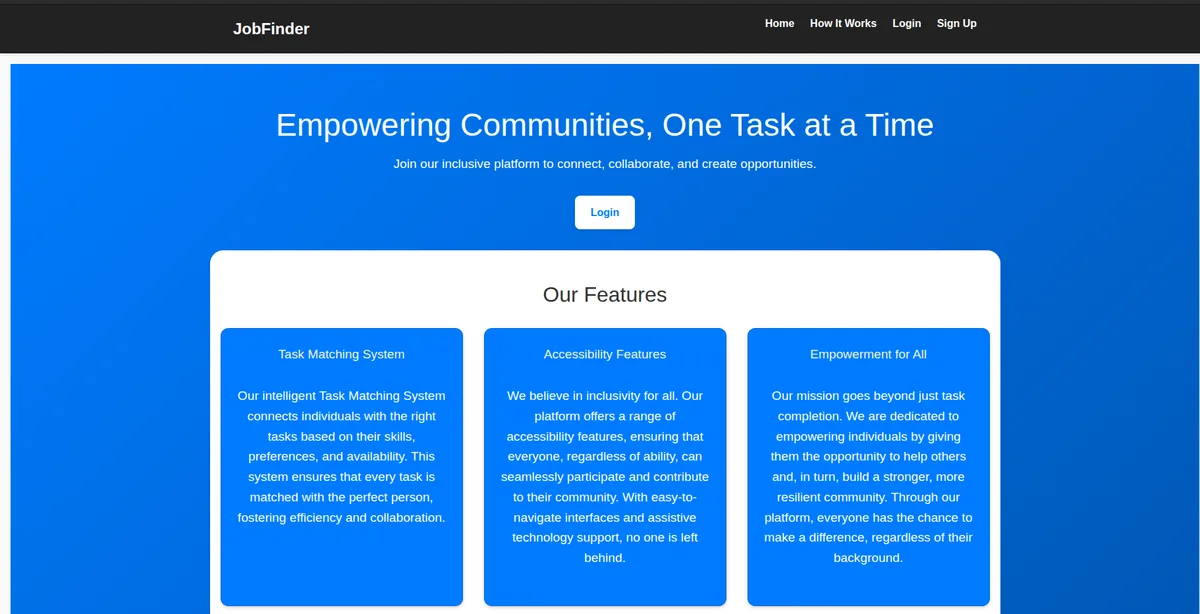 JobFinder
Home How It Works Login Sign Up
Empowering Communities, One Task at a Time
Join our inclusive platform to connect, collaborate, and create opportunities.
Login
Our Features
Task Matching System
Our intelligent Task Matching System
connects individuals with the right
tasks based on their skills,
preferences, and availability. This
system ensures that every task is
matched with the perfect person,
fostering efficiency and collaboration.
Accessibility Features
We believe in inclusivity for all. Our
platform offers a range of
accessibility features, ensuring that
everyone, regardless of ability, can
seamlessly participate and contribute
to their community. With easy-to-
navigate interfaces and assistive
technology support, no one is left
behind.
Empowerment for All
Our mission goes beyond just task
completion. We are dedicated to
empowering individuals by giving
them the opportunity to help others
and, in turn, build a stronger, more
resilient community. Through our
platform, everyone has the chance to
make a difference, regardless of their
background.